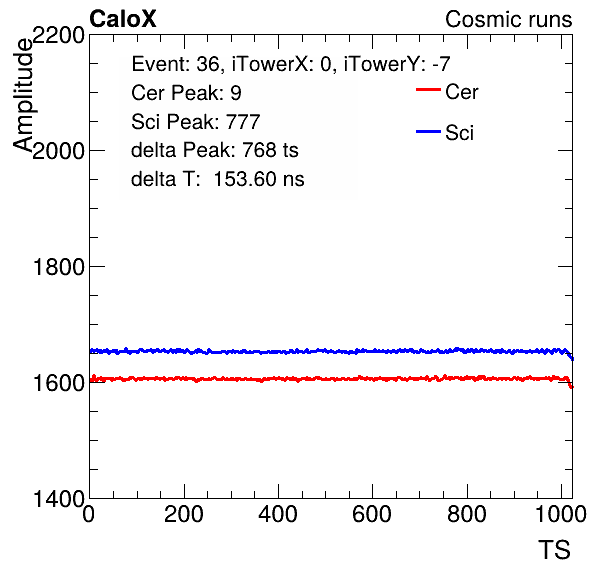 CaloX
Cosmic runs
Amplitude
2200
2000
1800
1600
1400
Event: 36, iTowerX: 0, iTowerY: -7
Cer Peak: 9
Sci Peak: 777
delta Peak: 768 ts
delta T:  153.60 ns
Cer
Sci
0 200 400 600 800 1000
TS